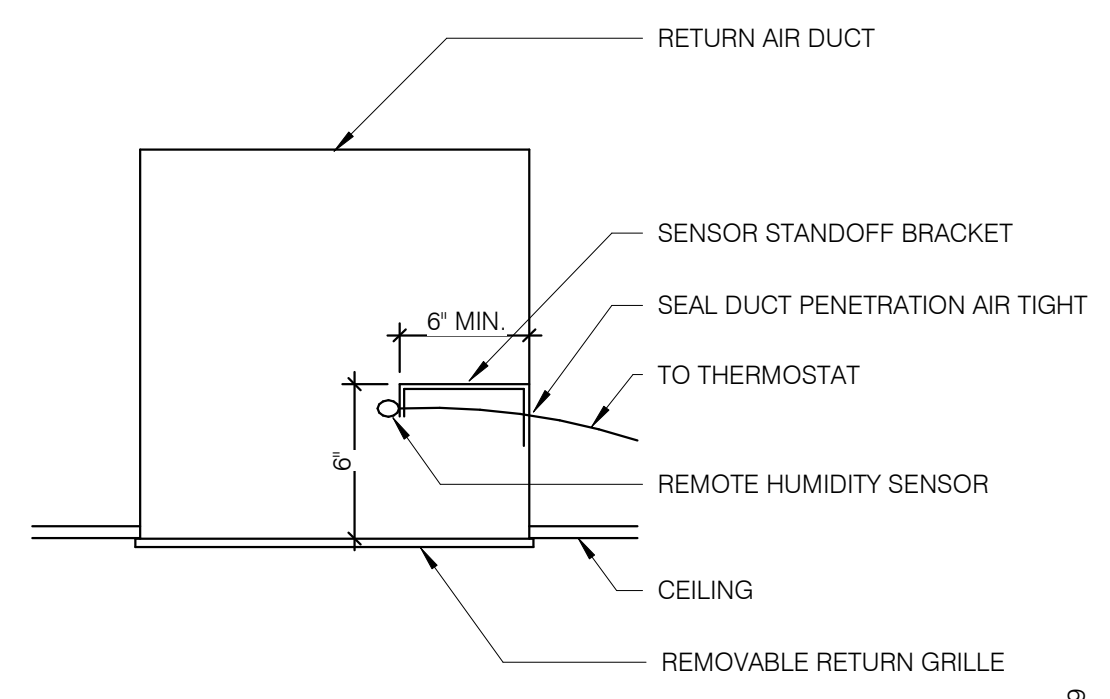 RETURN AIR DUCT
SENSOR STANDOFF BRACKET
SEAL DUCT PENETRATION AIR TIGHT
6" MIN.
TO THERMOSTAT
6"
REMOTE HUMIDITY SENSOR
CEILING
REMOVABLE RETURN GRILLE